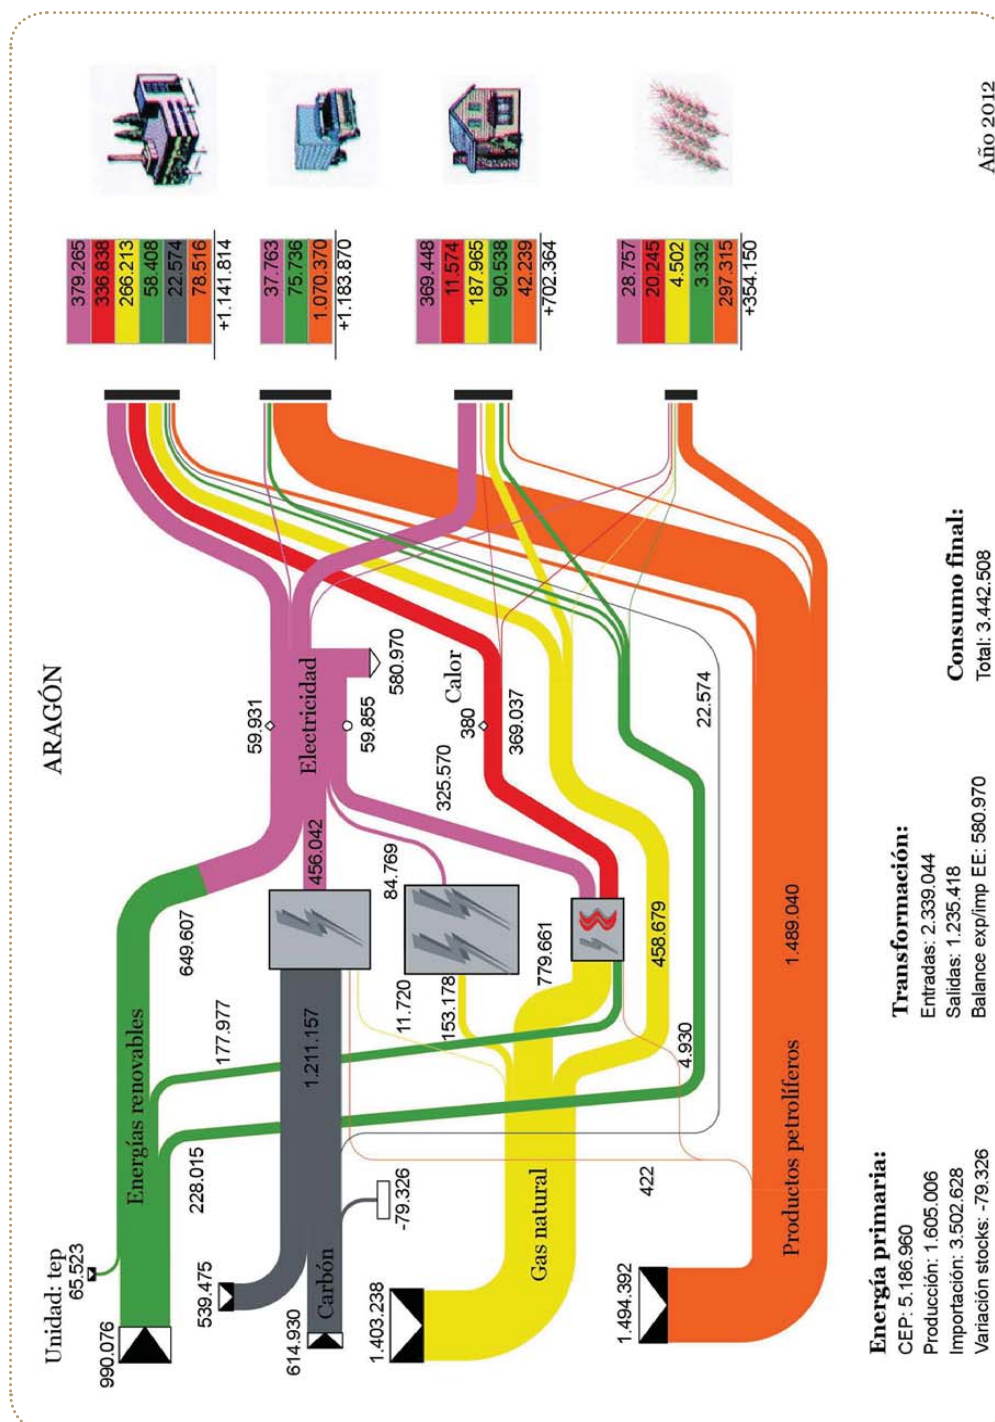 ARAGÓN
Unidad: tep
65.523
990.076
Energías renovables
649.607
177.977
228.015
539.475
614.930
Carbón
1.211.157
-79.326
456.042
Electricidad
59.931
59.855
580.970
84.769
325.570
380
Calor
369.037
11.720
153.178
779.661
458.679
4.930
22.574
1.403.238
Gas natural
422
1.494.392
Productos petrolíferos
1.489.040
379.265
336.838
266.213
58.408
22.574
78.516
+1.141.814
37.763
75.736
1.070.370
+1.183.870
369.448
11.574
187.965
90.538
42.239
+702.364
28.757
20.245
4.502
3.332
297.315
+354.150
Energía primaria:
CEP: 5.186.960
Producción: 1.605.006
Importación: 3.502.628
Variación stocks: -79.326
Transformación:
Entradas: 2.339.044
Salidas: 1.235.418
Balance exp/imp EE: 580.970
Consumo final:
Total: 3.442.508
Año 2012